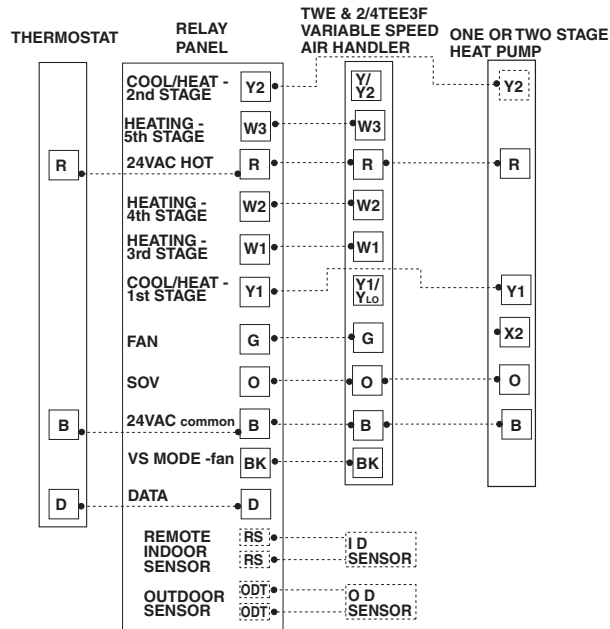 THERMOSTAT
RELAY
PANEL
TWE & 2/4TEE3F
VARIABLE SPEED
AIR HANDLER
ONE OR TWO STAGE
HEAT PUMP
COOL/HEAT -
2nd STAGE
Y2
Y/
Y2
Y2
HEATING -
5th STAGE
W3
W3
R
24VAC HOT
R
R
R
HEATING -
4th STAGE
W2
W2
HEATING -
3rd STAGE
W1
W1
COOL/HEAT -
1st STAGE
Y1
Y1/
YLO
Y1
FAN
G
G
X2
SOV
O
O
O
B
24VAC common
B
B
B
VS MODE -fan
BK
BK
D
DATA
D
REMOTE
INDOOR
SENSOR
RS
RS
I D
SENSOR
OUTDOOR
SENSOR
ODT
ODT
O D
SENSOR